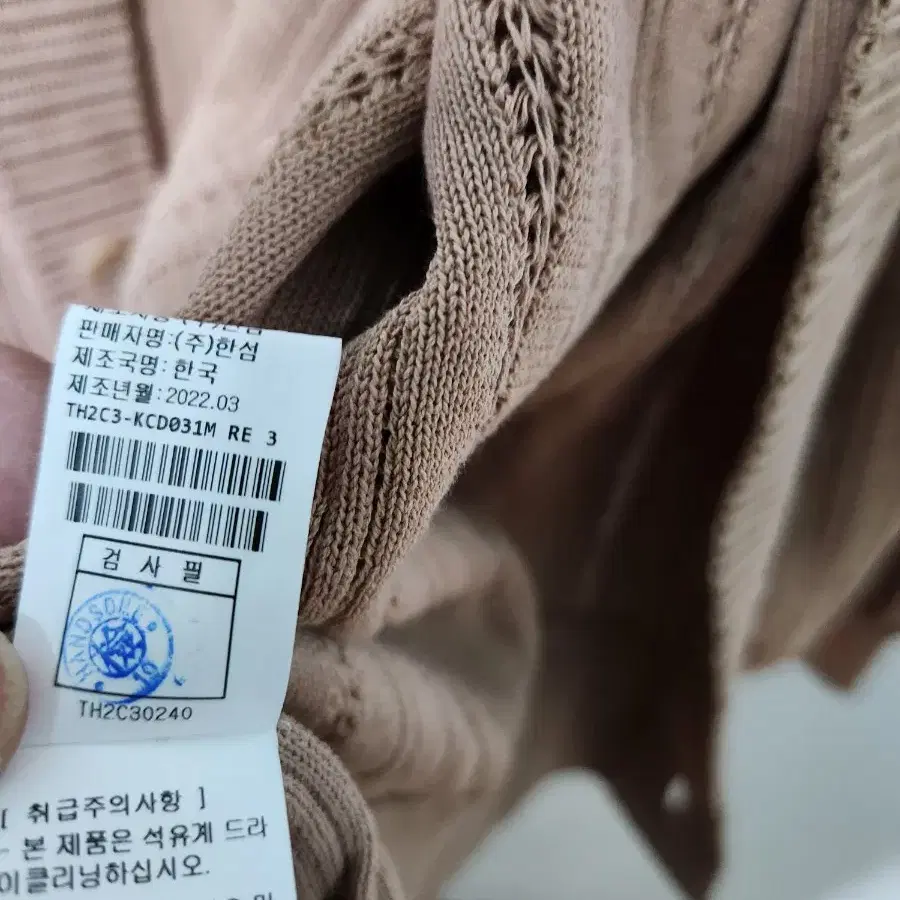 판매자명:(주)한섬
제조국명: 한국
제조년월:2022.03
TH2C3-KCD031M RE 3
검 사 필
HANDSOME
TH2C30240
[ 취급주의사항 ]
- 본 제품은 석유계 드라
이클리닝하십시오.